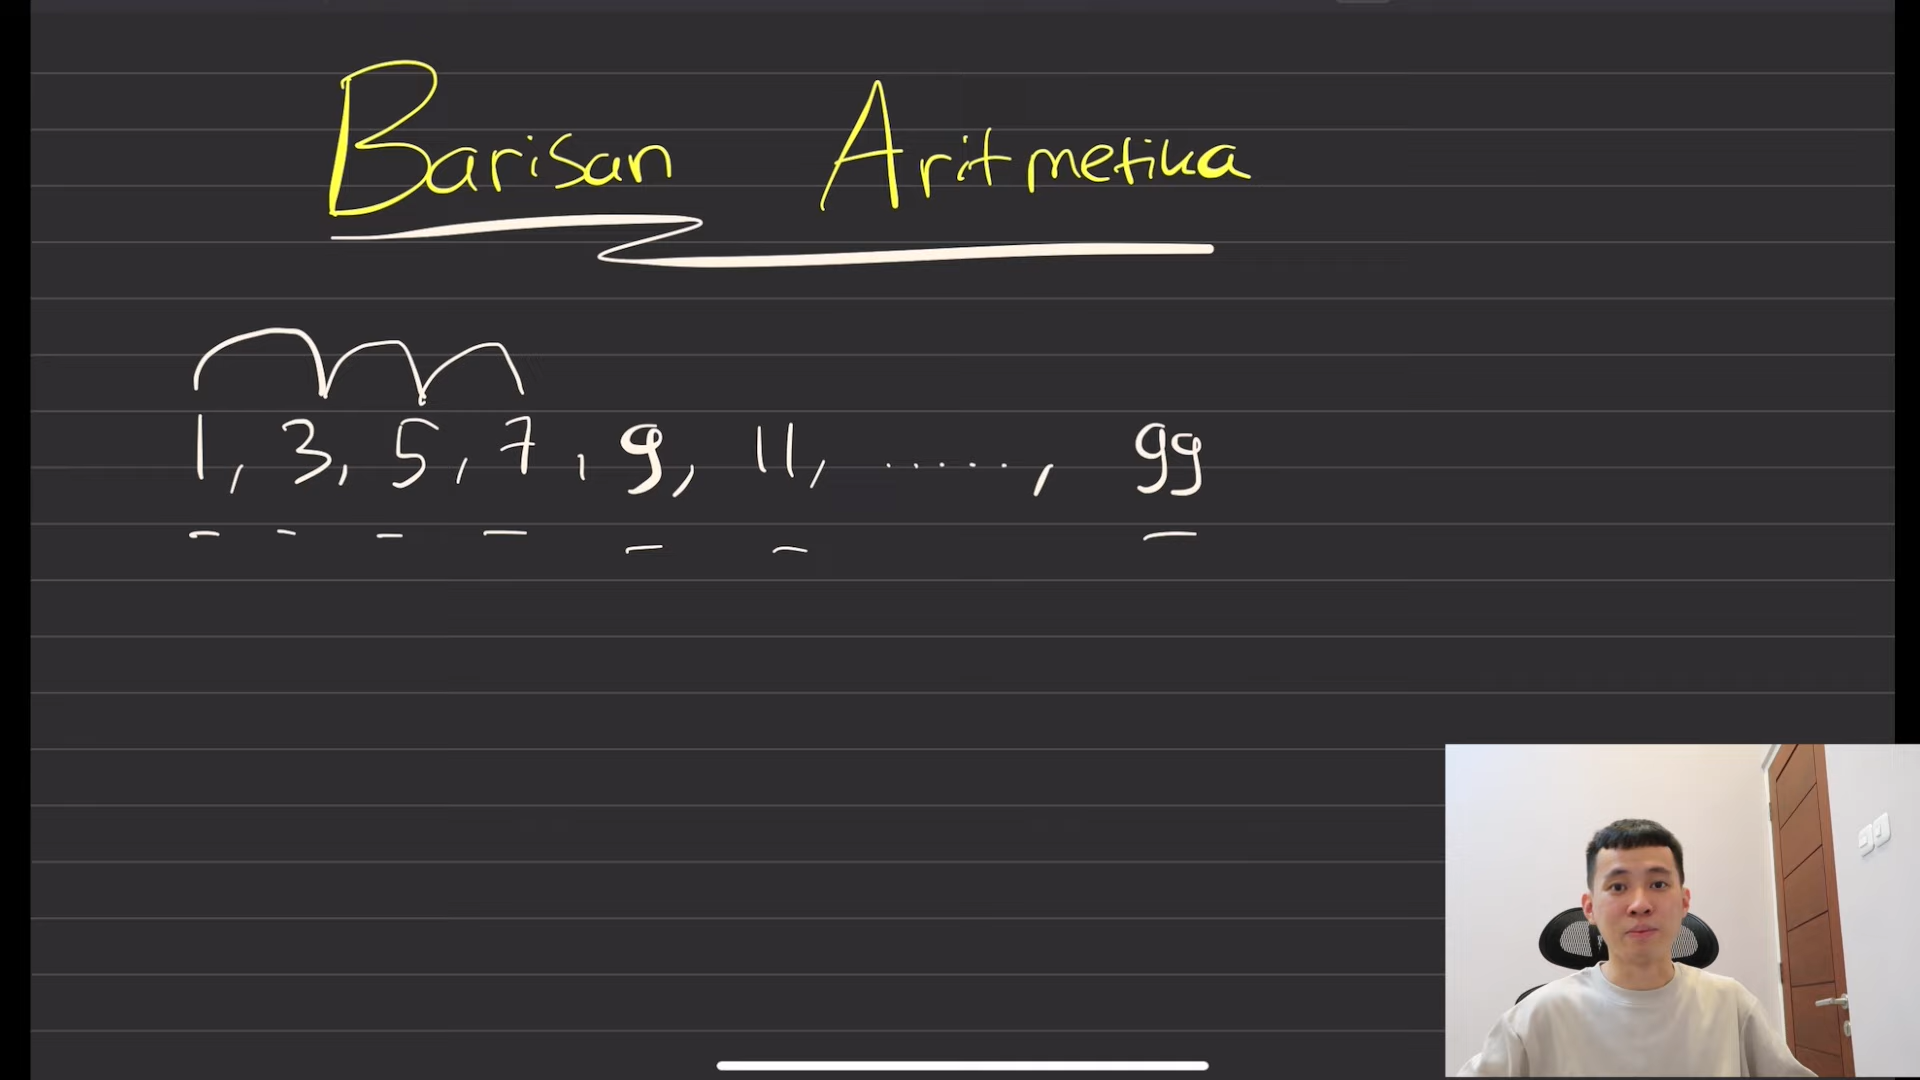 Barisan Aritmetika
1, 3, 5, 7, 9, 11, ....., 99